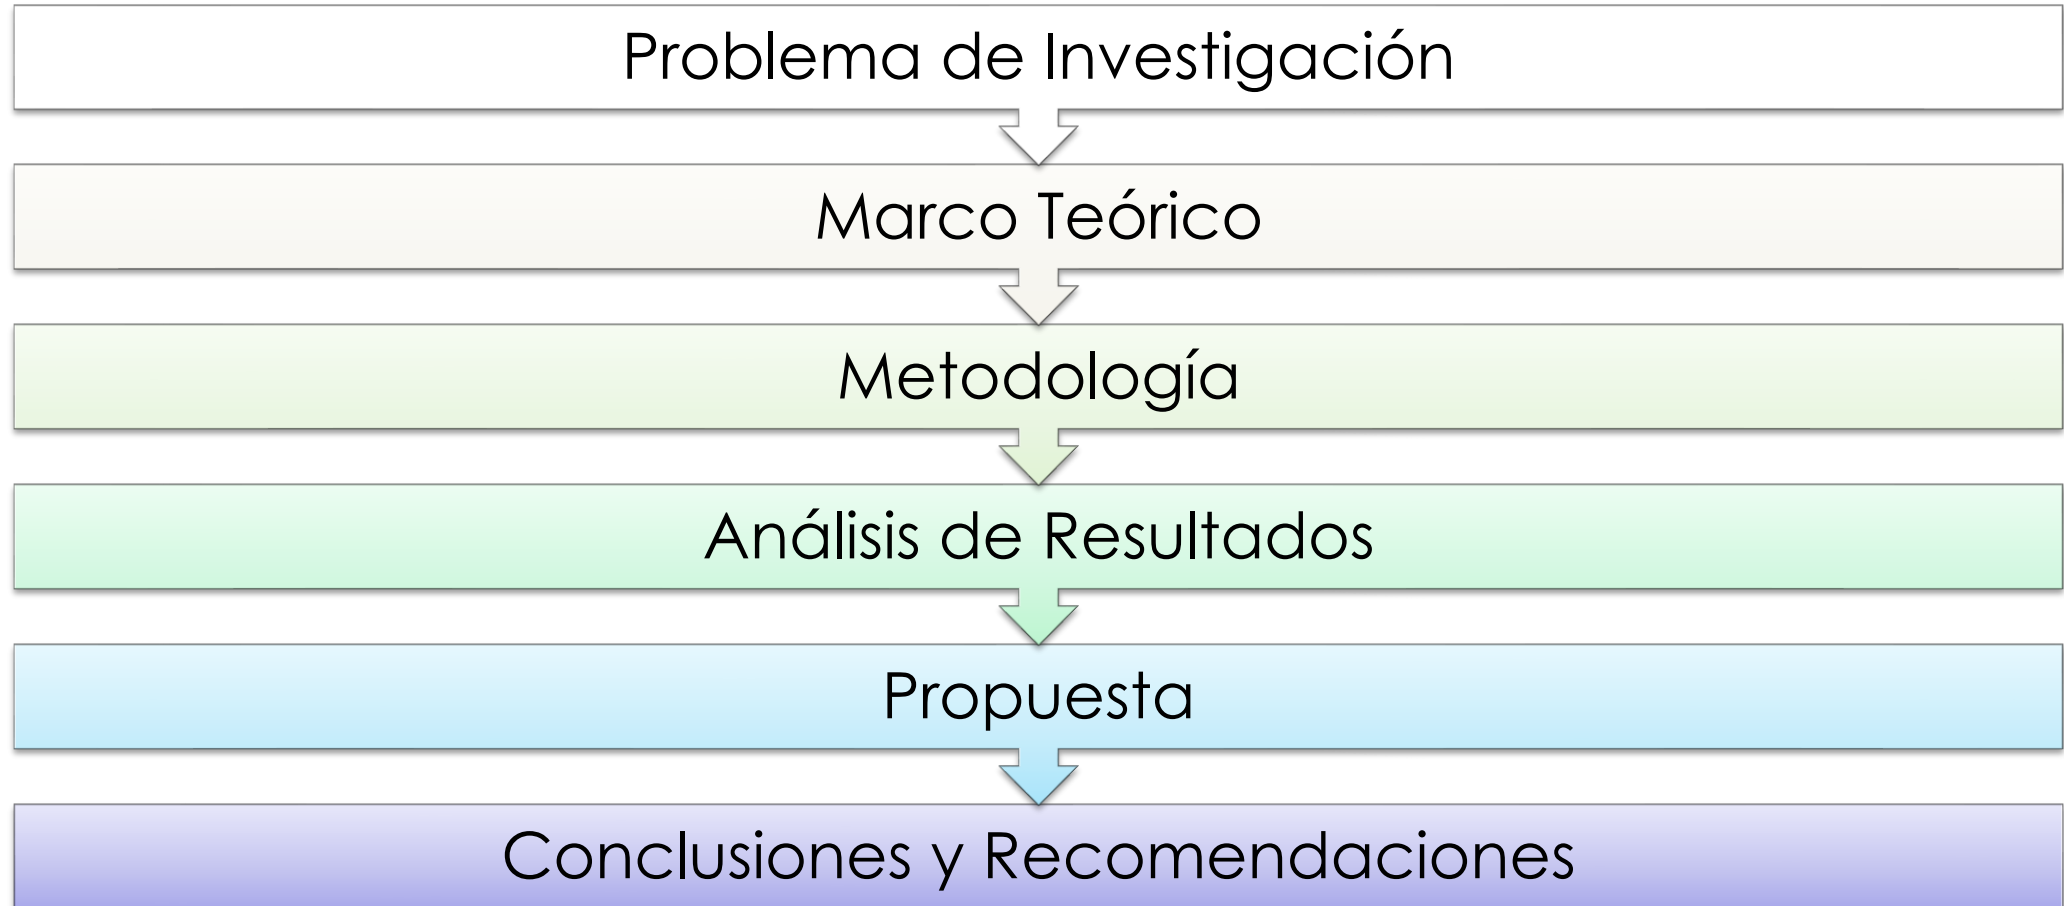 Problema de Investigación
Marco Teórico
Metodología
Análisis de Resultados
Propuesta
Conclusiones y Recomendaciones